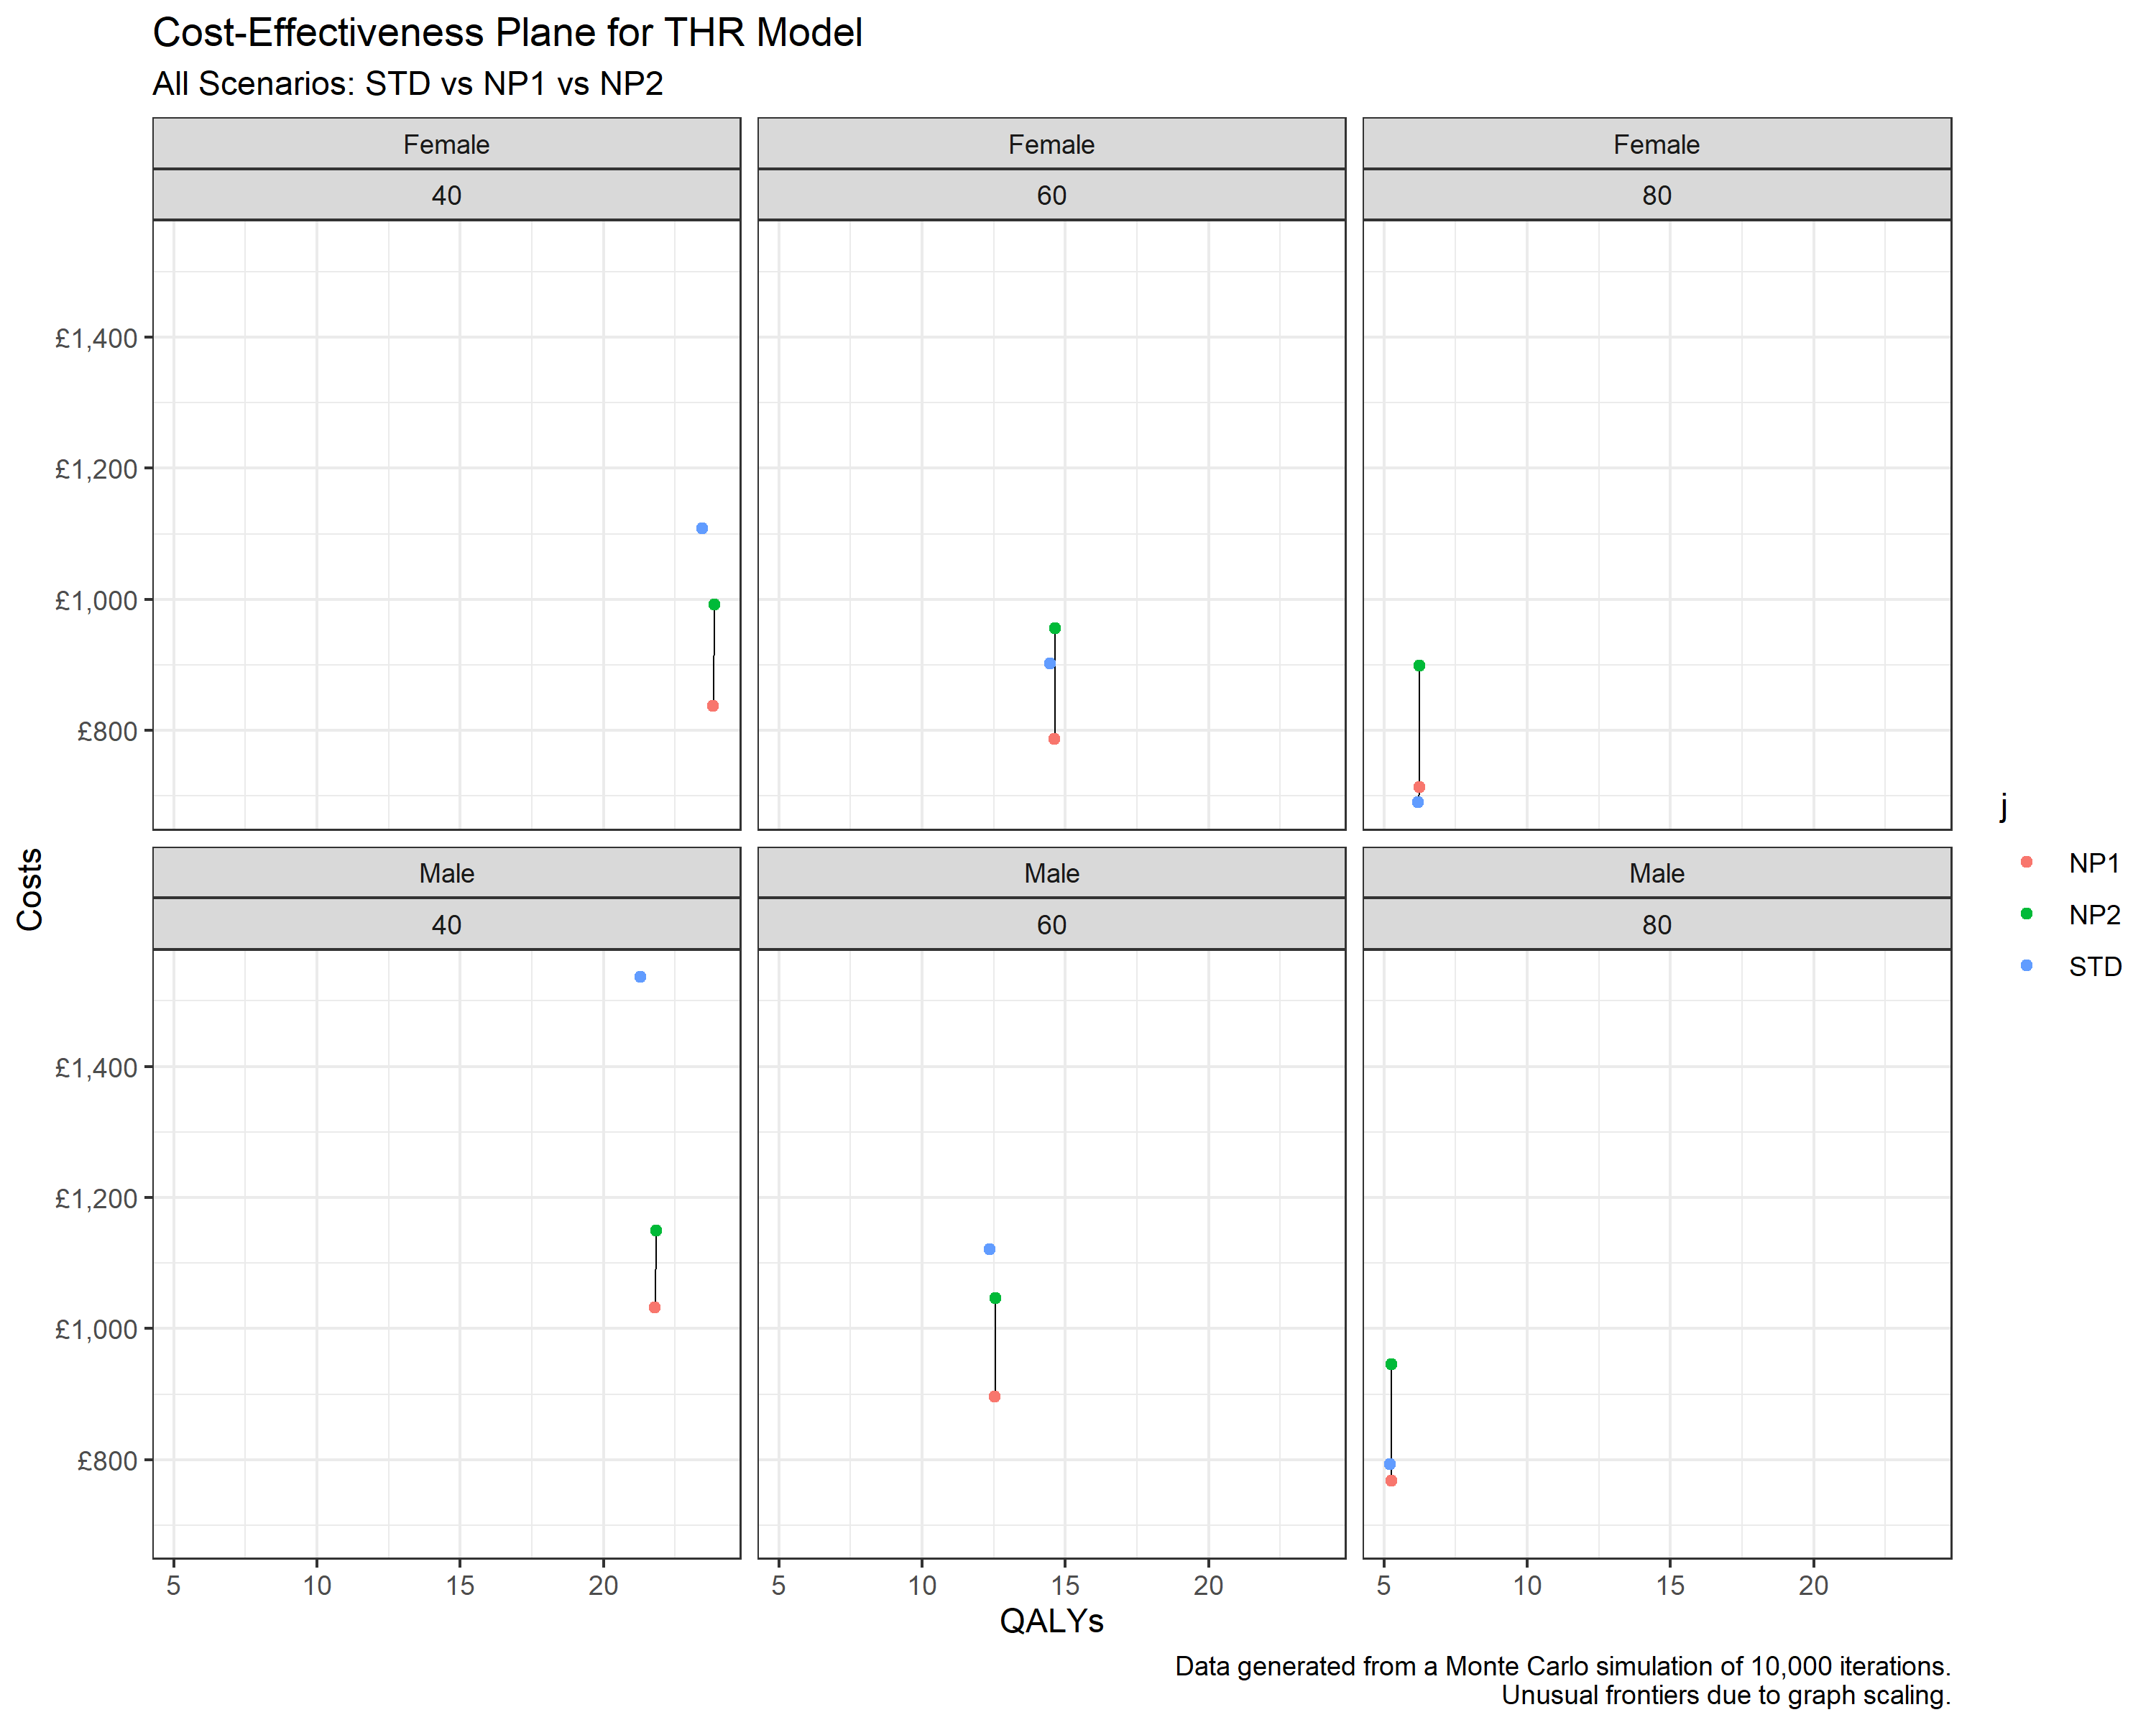 Cost-Effectiveness Plane for THR Model
All Scenarios: STD vs NP1 vs NP2
Female Female Female
40 60 80
£1,400
£1,200
£1,000
£800
Male Male Male
40 60 80
£1,400
£1,200
£1,000
£800
5 10 15 20 5 10 15 20 5 10 15 20
Costs
QALYs
j
NP1
NP2
STD
Data generated from a Monte Carlo simulation of 10,000 iterations.
Unusual frontiers due to graph scaling.